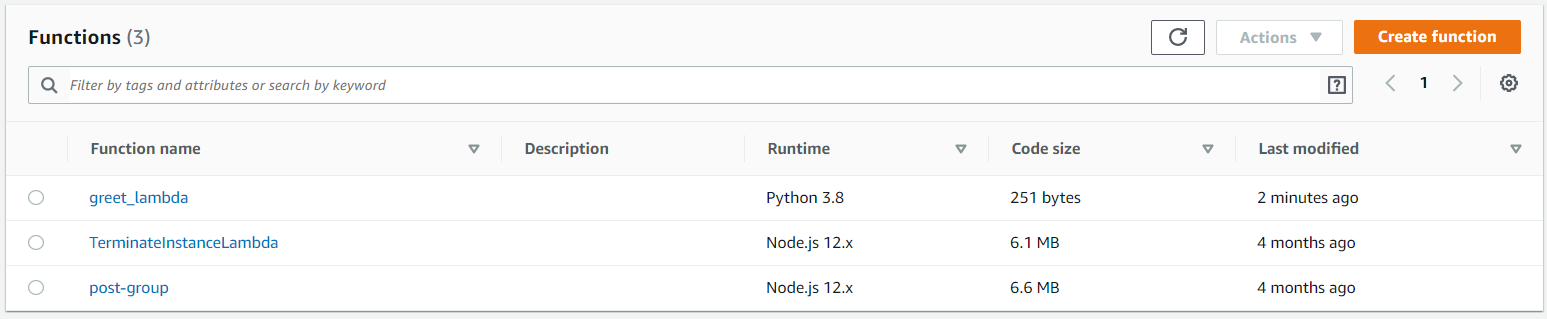 Functions (3)
Actions
Create function
Filter by tags and attributes or search by keyword
?
1
Function name Description Runtime Code size Last modified
greet_lambda Python 3.8 251 bytes 2 minutes ago
TerminateInstanceLambda Node.js 12.x 6.1 MB 4 months ago
post-group Node.js 12.x 6.6 MB 4 months ago